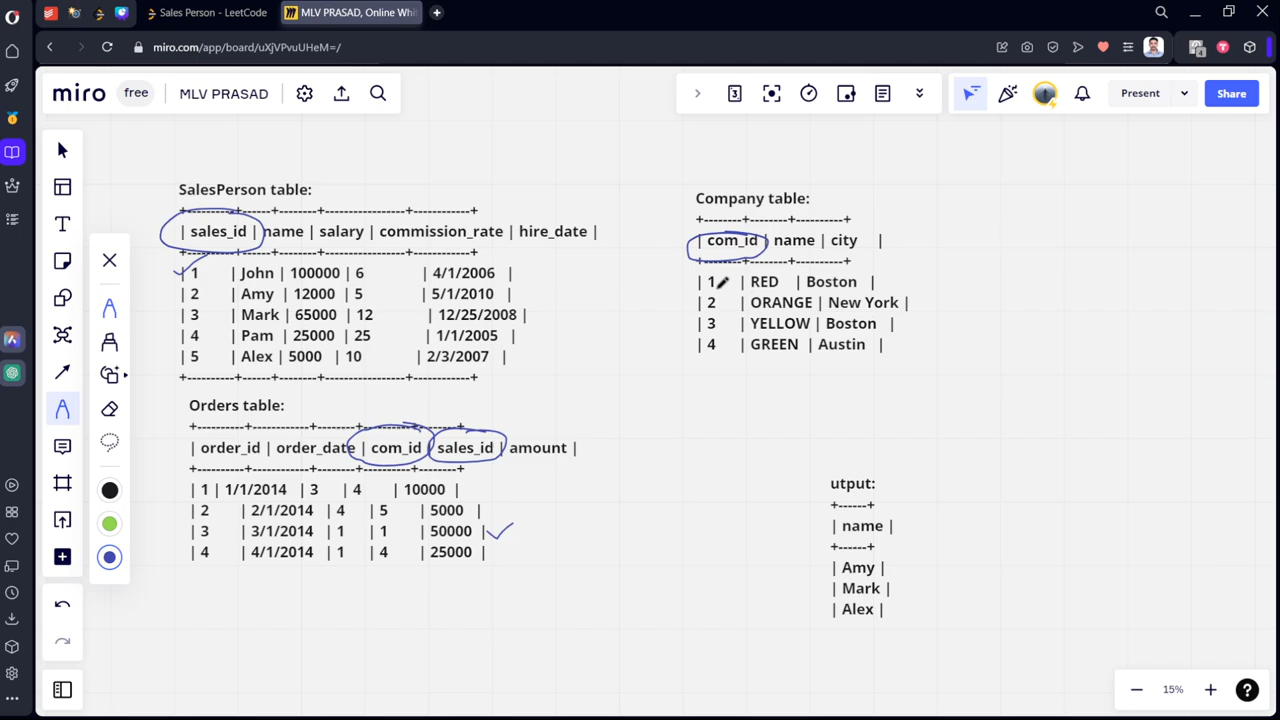 Sales Person - LeetCode
MLV PRASAD, Online Whi
miro.com/app/board/uXjVPvuUHeM=/
miro
free
MLV PRASAD
3
Present
Share
SalesPerson table:
+---------+------+--------+-----------------+------------+
| sales_id | name | salary | commission_rate | hire_date |
+---------+------+--------+-----------------+------------+
| 1 | John | 100000 | 6 | 4/1/2006 |
| 2 | Amy | 12000 | 5 | 5/1/2010 |
| 3 | Mark | 65000 | 12 | 12/25/2008 |
| 4 | Pam | 25000 | 25 | 1/1/2005 |
| 5 | Alex | 5000 | 10 | 2/3/2007 |
+---------+------+--------+-----------------+------------+
Orders table:
+----------+---------+---------+----------+--------+
| order_id | order_date | com_id | sales_id | amount |
+----------+---------+---------+----------+--------+
| 1 | 1/1/2014 | 3 | 4 | 10000 |
| 2 | 2/1/2014 | 4 | 5 | 5000 |
| 3 | 3/1/2014 | 1 | 1 | 50000 |
| 4 | 4/1/2014 | 1 | 4 | 25000 |
Company table:
+--------+--------+----------+
| com_id | name | city |
+--------+--------+----------+
| 1 | RED | Boston |
| 2 | ORANGE | New York |
| 3 | YELLOW | Boston |
| 4 | GREEN | Austin |
utput:
+------+
| name |
+------+
| Amy |
| Mark |
| Alex |
15%